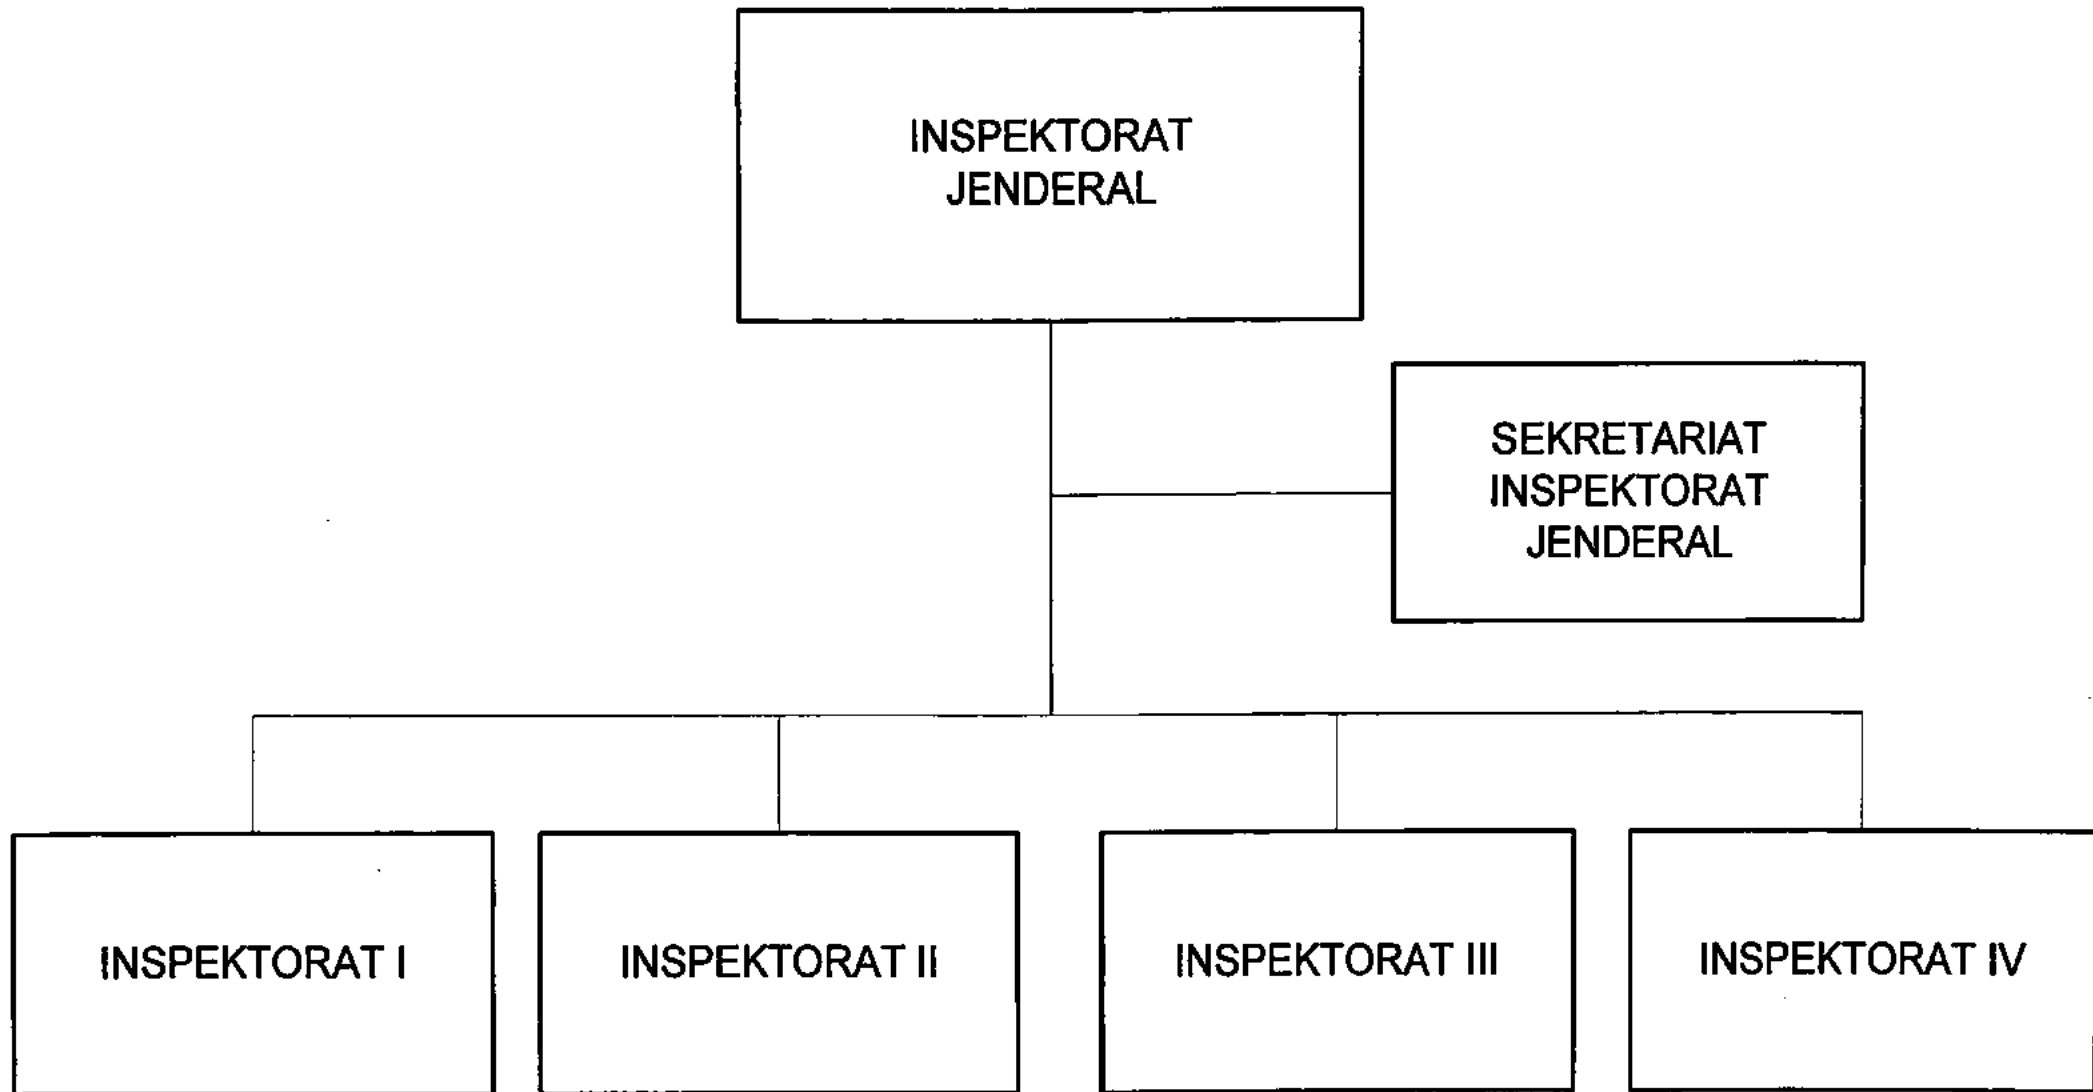 INSPEKTORAT
JENDERAL
SEKRETARIAT
INSPEKTORAT
JENDERAL
INSPEKTORAT I
INSPEKTORAT II
INSPEKTORAT III
INSPEKTORAT IV